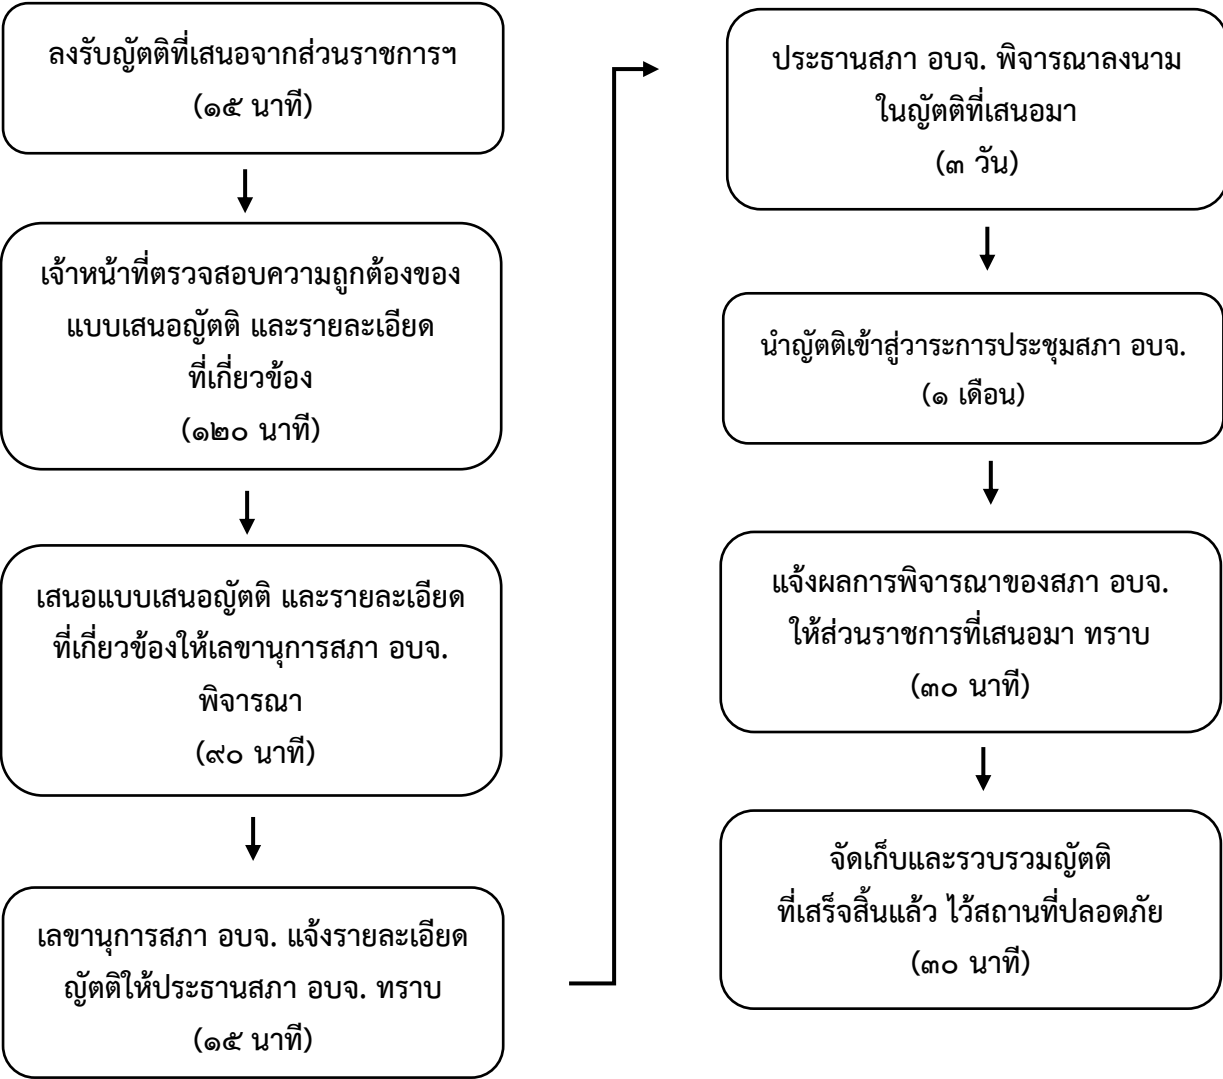 ลงรับญัตติที่เสนอจากส่วนราชการฯ
(๑๕ นาที)
เจ้าหน้าที่ตรวจสอบความถูกต้องของ
แบบเสนอญัตติ และรายละเอียด
ที่เกี่ยวข้อง
(๑๒๐ นาที)
เสนอแบบเสนอญัตติ และรายละเอียด
ที่เกี่ยวข้องให้เลขานุการสภา อบจ.
พิจารณา
(๙๐ นาที)
เลขานุการสภา อบจ. แจ้งรายละเอียด
ญัตติให้ประธานสภา อบจ. ทราบ
(๑๕ นาที)
ประธานสภา อบจ. พิจารณาลงนาม
ในญัตติที่เสนอมา
(๓ วัน)
นำญัตติเข้าสู่วาระการประชุมสภา อบจ.
(๑ เดือน)
แจ้งผลการพิจารณาของสภา อบจ.
ให้ส่วนราชการที่เสนอมา ทราบ
(๓๐ นาที)
จัดเก็บและรวบรวมญัตติ
ที่เสร็จสิ้นแล้ว ไว้สถานที่ปลอดภัย
(๓๐ นาที)